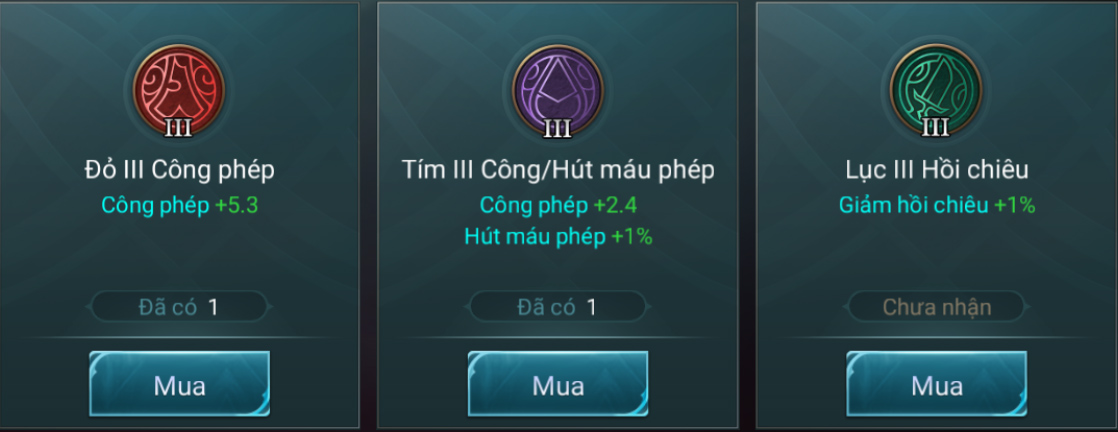 III
Đỏ III Công phép
Công phép +5.3
Đã có 1
Mua
III
Tím III Công/Hút máu phép
Công phép +2.4
Hút máu phép +1%
Đã có 1
Mua
III
Lục III Hồi chiêu
Giảm hồi chiêu +1%
Chưa nhận
Mua